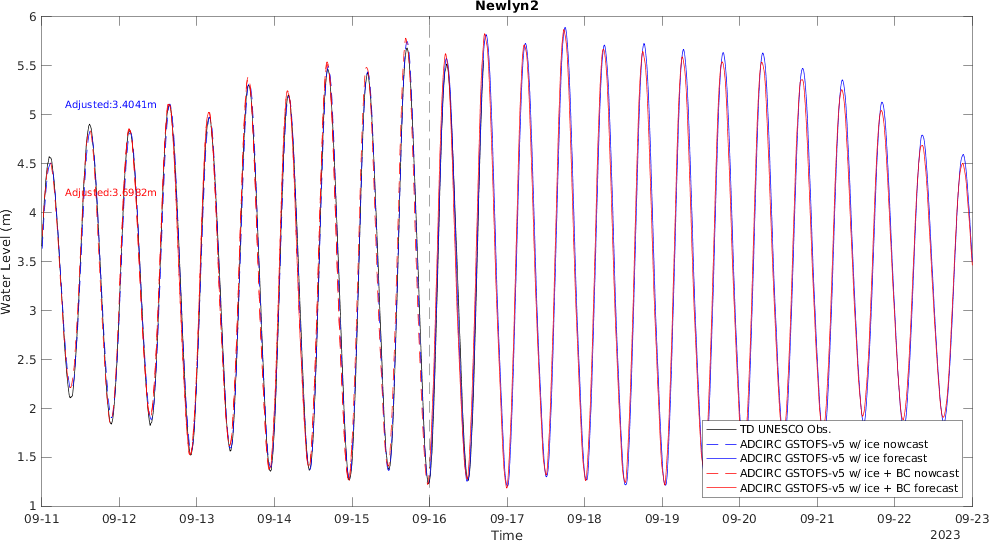 Newlyn2
6
5.5
5
4.5
4
3.5
3
2.5
2
1.5
1
Water Level (m)
Adjusted:3.4041m
Adjusted:3.6982m
TD UNESCO Obs.
ADCIRC GSTOFS-v5 w/ ice nowcast
ADCIRC GSTOFS-v5 w/ ice forecast
ADCIRC GSTOFS-v5 w/ ice + BC nowcast
ADCIRC GSTOFS-v5 w/ ice + BC forecast
09-11 09-12 09-13 09-14 09-15 09-16 09-17 09-18 09-19 09-20 09-21 09-22 09-23
Time
2023